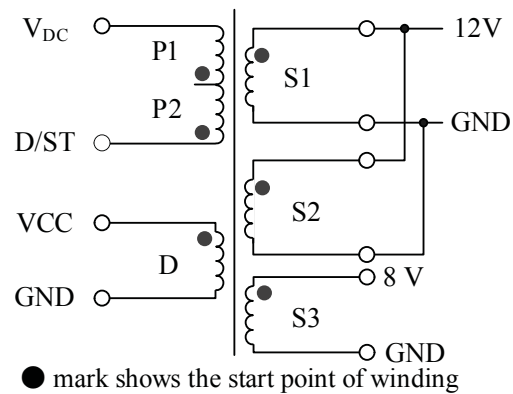 V_DC
P1
P2
D/ST
VCC
D
GND
S1
12V
GND
S2
8 V
S3
GND
mark shows the start point of winding